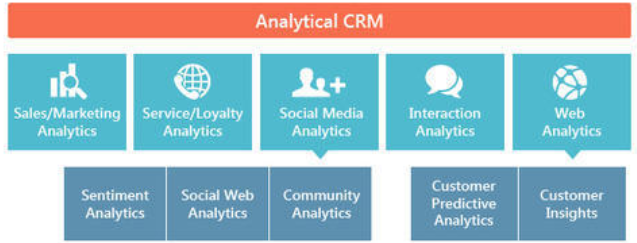 Analytical CRM
Sales/Marketing
Analytics
Service/Loyalty
Analytics
Social Media
Analytics
Interaction
Analytics
Web
Analytics
Sentiment
Analytics
Social Web
Analytics
Community
Analytics
Customer
Predictive
Analytics
Customer
Insights